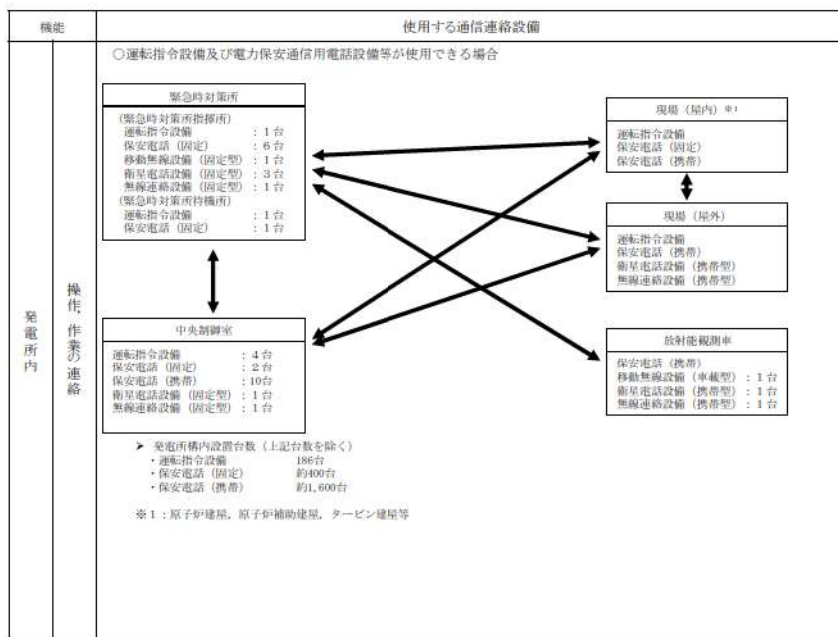 機能
使用する通信連絡設備
発電所内
操作，作業の連絡
○運転指令設備及び電力保安通信用電話設備等が使用できる場合
緊急時対策所
(緊急時対策所指揮所)
運転指令設備 : 1台
保安電話（固定） : 6台
移動無線設備（固定型） : 1台
衛星電話設備（固定型） : 3台
無線連絡設備（固定型） : 1台
(緊急時対策所待機所)
運転指令設備 : 1台
保安電話（固定） : 1台
現場（屋内）※1
運転指令設備
保安電話（固定）
保安電話（携帯）
現場（屋外）
運転指令設備
保安電話（携帯）
衛星電話設備（携帯型）
無線連絡設備（携帯型）
中央制御室
運転指令設備 : 4台
保安電話（固定） : 2台
保安電話（携帯） : 10台
衛星電話設備（固定型） : 1台
無線連絡設備（固定型） : 1台
放射能観測車
保安電話（携帯）
移動無線設備（車載型） : 1台
衛星電話設備（携帯型） : 1台
無線連絡設備（携帯型） : 1台
➢ 発電所構内設置台数（上記台数を除く）
・運転指令設備 186台
・保安電話（固定） 約400台
・保安電話（携帯） 約1,600台
※1：原子炉建屋，原子炉補助建屋，タービン建屋等